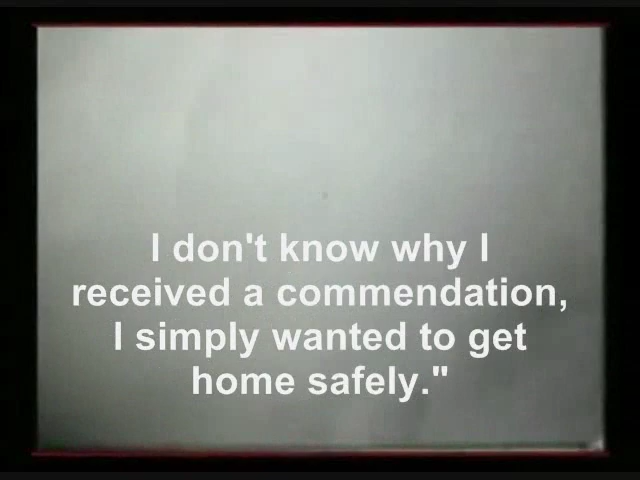 I don't know why I
received a commendation,
I simply wanted to get
home safely."